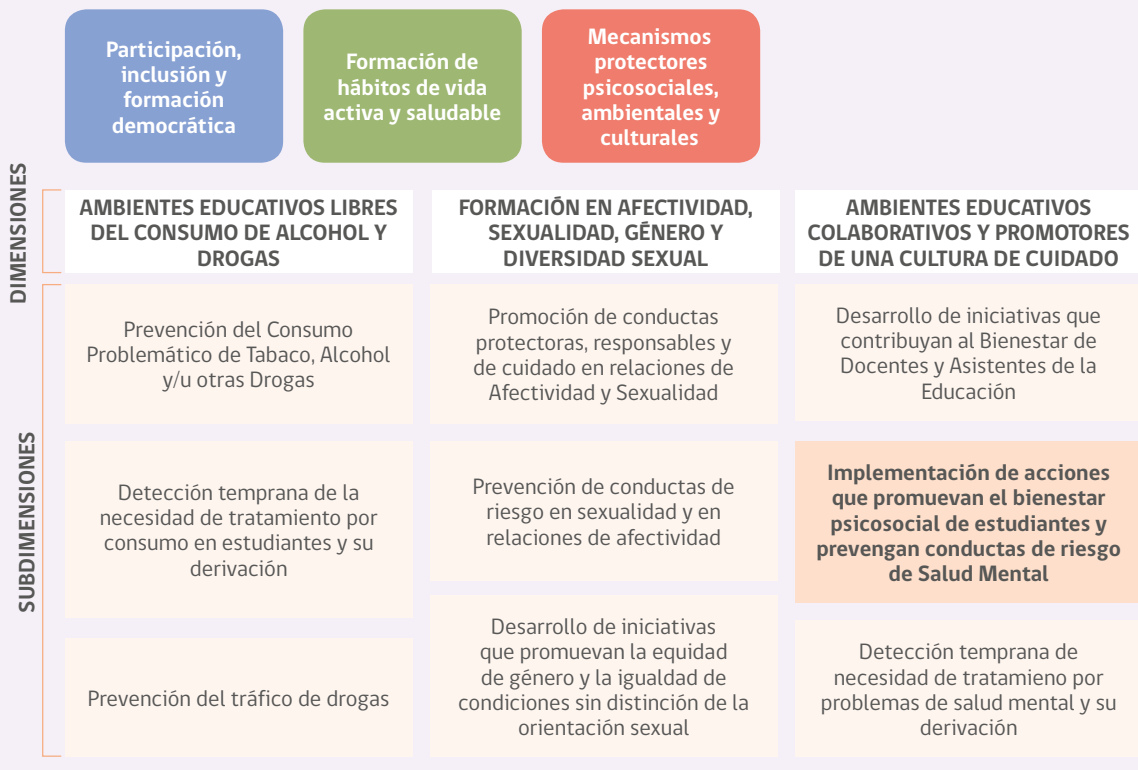 Participación,
inclusión y
formación
democrática
Formación de
hábitos de vida
activa y saludable
Mecanismos
protectores
psicosociales,
ambientales y
culturales
DIMENSIONES
AMBIENTES EDUCATIVOS LIBRES
DEL CONSUMO DE ALCOHOL Y
DROGAS
FORMACIÓN EN AFECTIVIDAD,
SEXUALIDAD, GÉNERO Y
DIVERSIDAD SEXUAL
AMBIENTES EDUCATIVOS
COLABORATIVOS Y PROMOTORES
DE UNA CULTURA DE CUIDADO
SUBDIMENSIONES
Prevención del Consumo
Problemático de Tabaco, Alcohol
y/u otras Drogas
Promoción de conductas
protectoras, responsables y
de cuidado en relaciones de
Afectividad y Sexualidad
Desarrollo de iniciativas que
contribuyan al Bienestar de
Docentes y Asistentes de la
Educación
Detección temprana de la
necesidad de tratamiento por
consumo en estudiantes y su
derivación
Prevención de conductas de
riesgo en sexualidad y en
relaciones de afectividad
Implementación de acciones
que promuevan el bienestar
psicosocial de estudiantes y
prevengan conductas de riesgo
de Salud Mental
Prevención del tráfico de drogas
Desarrollo de iniciativas
que promuevan la equidad
de género y la igualdad de
condiciones sin distinción de la
orientación sexual
Detección temprana de
necesidad de tratamieno por
problemas de salud mental y su
derivación